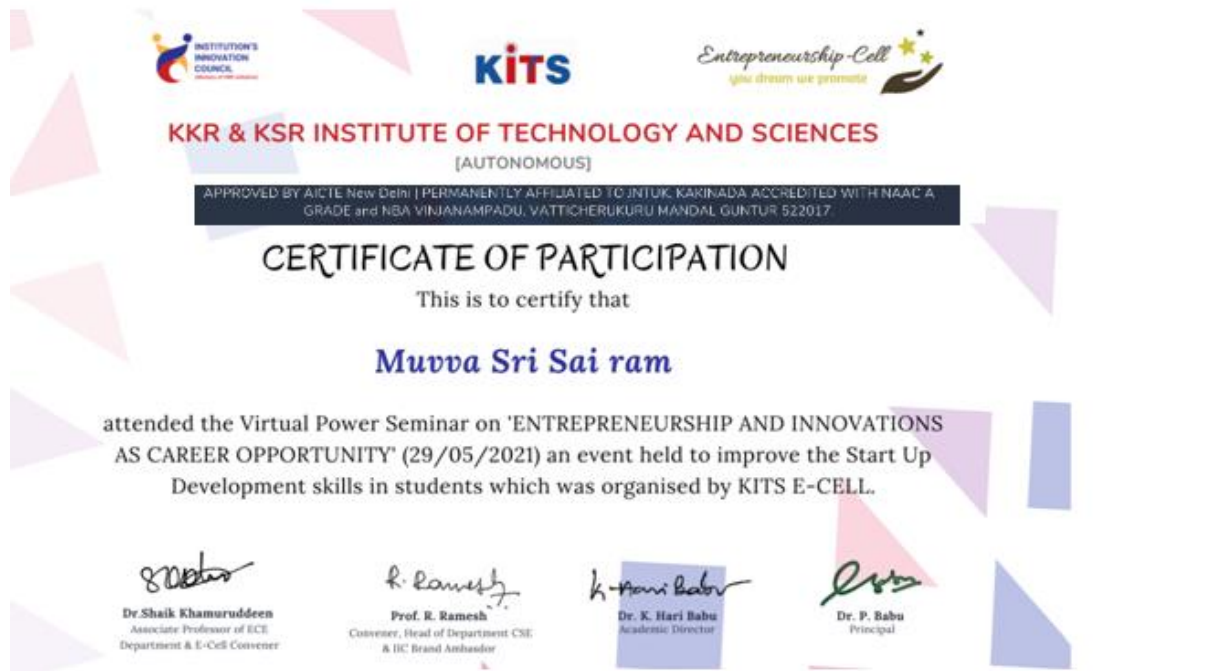 INSTITUTION'S
INNOVATION
COUNCIL
KiTS
Entrepreneurship-Cell
you dream we promote
KKR & KSR INSTITUTE OF TECHNOLOGY AND SCIENCES
[AUTONOMOUS]
APPROVED BY AICTE New Delhi | PERMANENTLY AFFILIATED TO JNTUK, KAKINADA ACCREDITED WITH NAAC A
GRADE and NBA VINJANAMPADU, VATTICHERUKURU MANDAL GUNTUR 522017.
CERTIFICATE OF PARTICIPATION
This is to certify that
Muvva Sri Sai ram
attended the Virtual Power Seminar on 'ENTREPRENEURSHIP AND INNOVATIONS
AS CAREER OPPORTUNITY' (29/05/2021) an event held to improve the Start Up
Development skills in students which was organised by KITS E-CELL.
R. Ramesh
K. Hari Babu
Dr.Shaik Khamuruddeen
Associate Professor of ECE
Department & E-Cell Convener
Prof. R. Ramesh
Convener, Head of Department CSE
& IIC Brand Ambasdor
Dr. K. Hari Babu
Academic Director
Dr. P. Babu
Principal